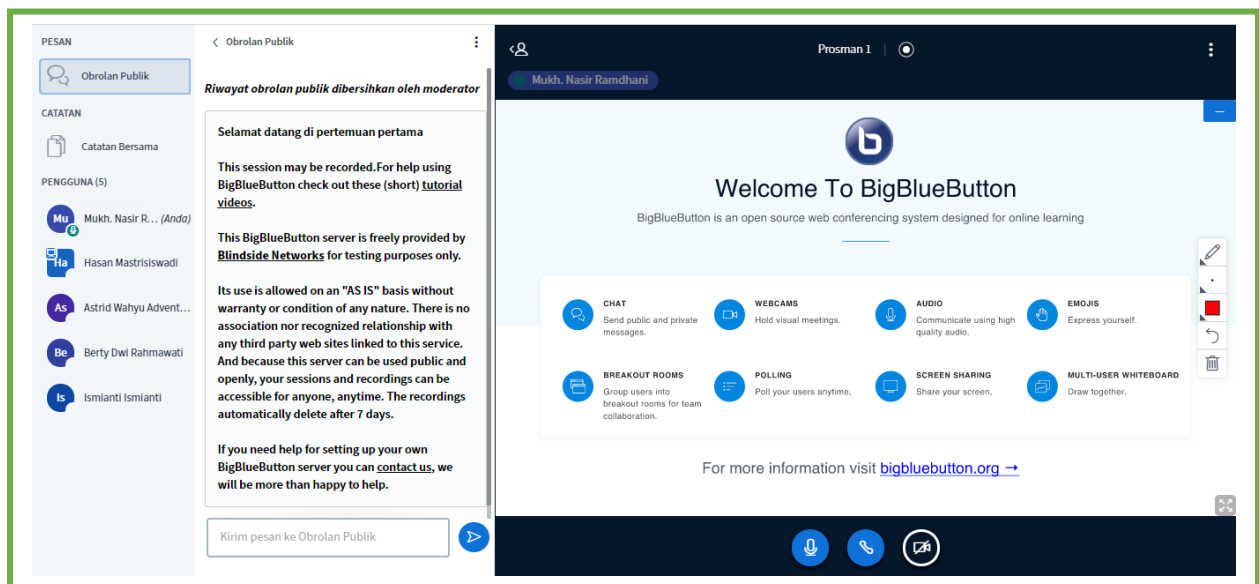 PESAN
Obrolan Publik
CATATAN
Catatan Bersama
PENGGUNA (5)
Mu
Mukh. Nasir R... (Anda)
Ha
Hasan Mastrisiswadi
As
Astrid Wahyu Advent...
Be
Berty Dwi Rahmawati
Is
Ismianti Ismianti
Obrolan Publik
Riwayat obrolan publik dibersihkan oleh moderator
Selamat datang di pertemuan pertama
This session may be recorded.For help using
BigBlueButton check out these (short) tutorial
videos.
This BigBlueButton server is freely provided by
Blindside Networks for testing purposes only.
Its use is allowed on an "AS IS" basis without
warranty or condition of any nature. There is no
association nor recognized relationship with
any third party web sites linked to this service.
And because this server can be used public and
openly, your sessions and recordings can be
accessible for anyone, anytime. The recordings
automatically delete after 7 days.
If you need help for setting up your own
BigBlueButton server you can contact us, we
will be more than happy to help.
Kirim pesan ke Obrolan Publik
Prosman 1
Mukh. Nasir Ramdhani
b
Welcome To BigBlueButton
BigBlueButton is an open source web conferencing system designed for online learning
CHAT
Send public and private
messages.
WEBCAMS
Hold visual meetings.
AUDIO
Communicate using high
quality audio.
EMOJIS
Express yourself.
BREAKOUT ROOMS
Group users into
breakout rooms for team
collaboration.
POLLING
Poll your users anytime.
SCREEN SHARING
Share your screen.
MULTI-USER WHITEBOARD
Draw together.
For more information visit bigbluebutton.org →